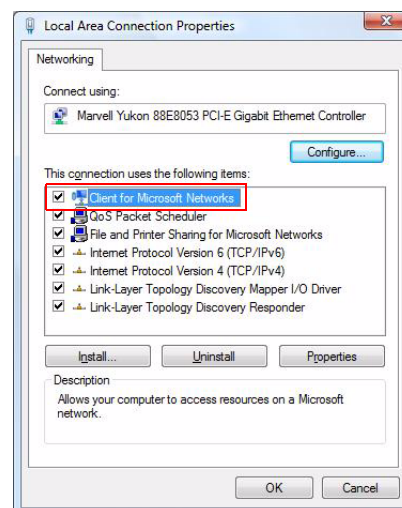 Local Area Connection Properties
Networking
Connect using:
Marvell Yukon 88E8053 PCI-E Gigabit Ethernet Controller
Configure...
This connection uses the following items:
Client for Microsoft Networks
QoS Packet Scheduler
File and Printer Sharing for Microsoft Networks
Internet Protocol Version 6 (TCP/IPv6)
Internet Protocol Version 4 (TCP/IPv4)
Link-Layer Topology Discovery Mapper I/O Driver
Link-Layer Topology Discovery Responder
Install... Uninstall Properties
Description
Allows your computer to access resources on a Microsoft
network.
OK Cancel